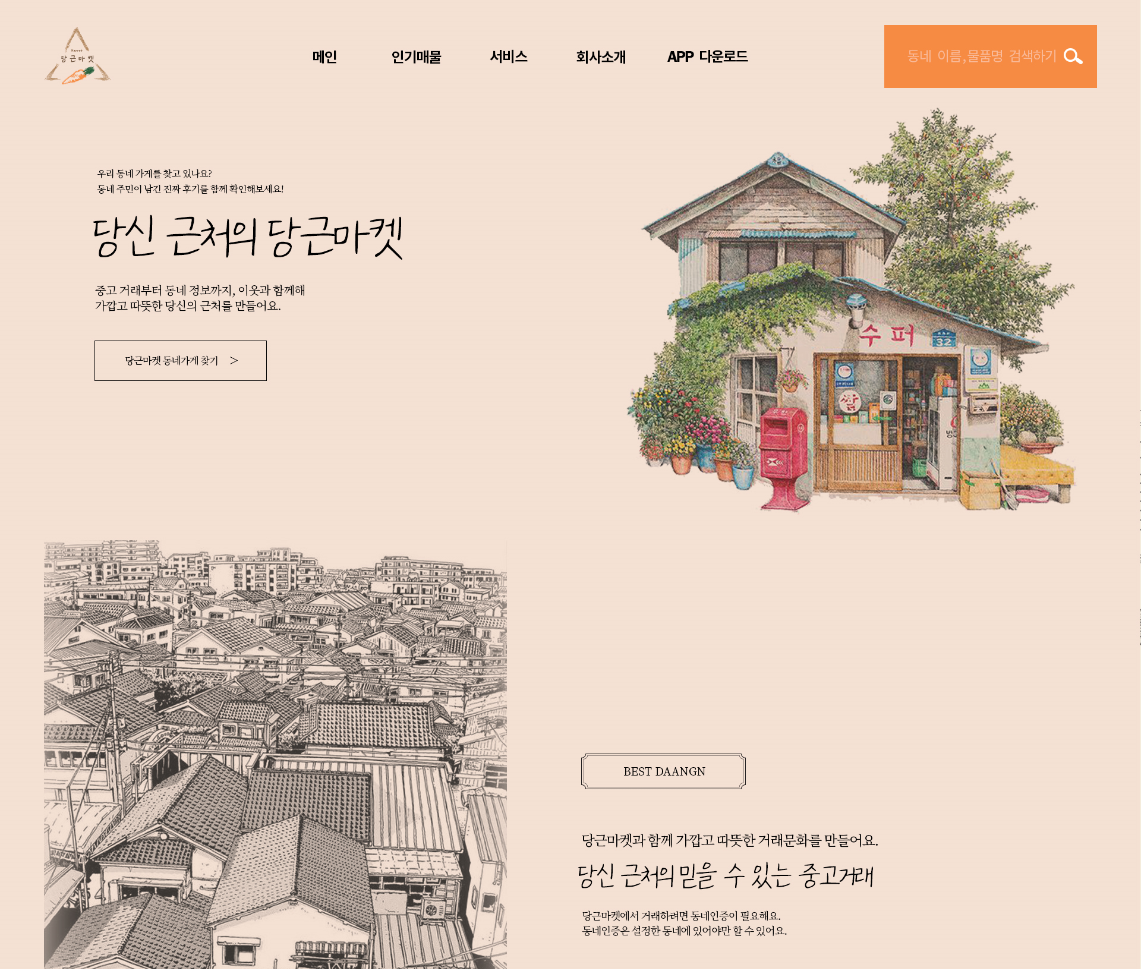 당근마켓
메인
인기매물
서비스
회사소개
APP 다운로드
동네 이름,물품명 검색하기
우리 동네 가게를 찾고 있나요?
동네 주민이 남긴 진짜 후기를 함께 확인해보세요!
당신 근처의 당근마켓
중고 거래부터 동네 정보까지, 이웃과 함께해
가깝고 따뜻한 당신의 근처를 만들어요.
당근마켓 동네가게 찾기 >
수퍼
32
쌀
BEST DAANGN
당근마켓과 함께 가깝고 따뜻한 거래문화를 만들어요.
당신 근처의 믿을 수 있는 중고거래
당근마켓에서 거래하려면 동네인증이 필요해요.
동네인증은 설정한 동네에 있어야만 할 수 있어요.